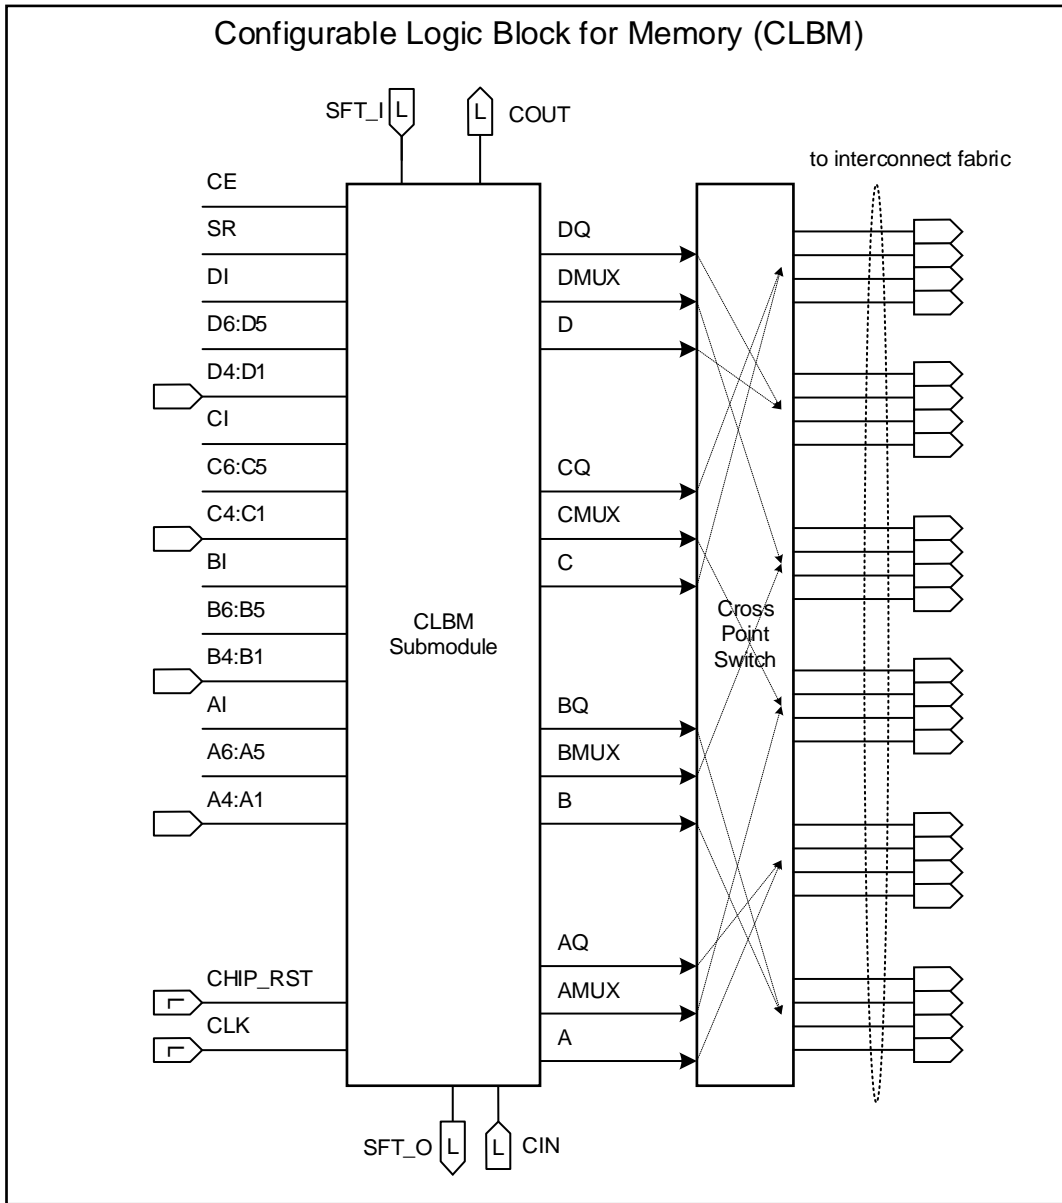 Configurable Logic Block for Memory (CLBM)
SFT_I
L
L
COUT
to interconnect fabric
CE
SR
DI
D6:D5
D4:D1
CI
C6:C5
C4:C1
BI
B6:B5
B4:B1
AI
A6:A5
A4:A1
CHIP_RST
L
CLK
L
CLBM
Submodule
DQ
DMUX
D
CQ
CMUX
C
BQ
BMUX
B
AQ
AMUX
A
Cross
Point
Switch
SFT_O
L
L
CIN